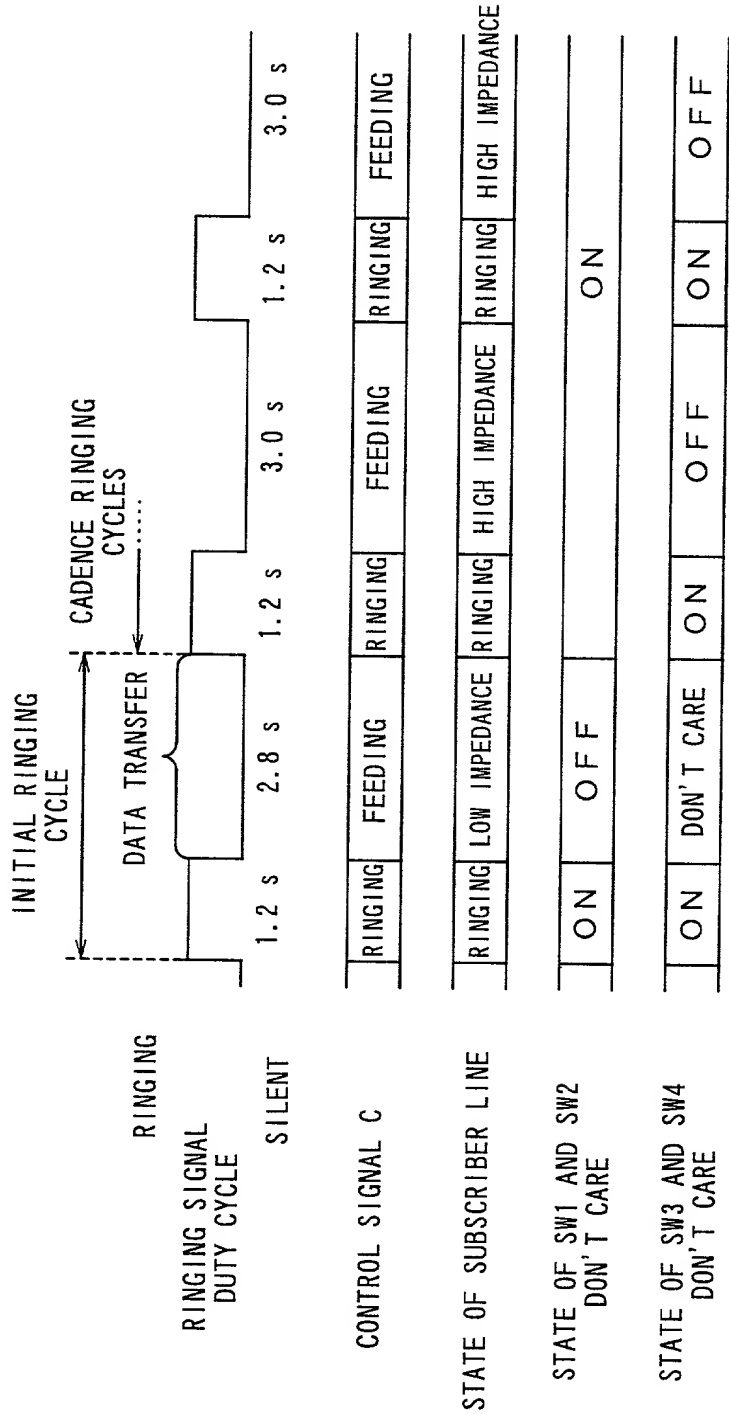 INITIAL RINGING
CYCLE
CADENCE RINGING
CYCLES
DATA TRANSFER
RINGING
RINGING SIGNAL
DUTY CYCLE
SILENT
1.2 s 2.8 s 1.2 s 3.0 s 1.2 s 3.0 s
CONTROL SIGNAL C RINGING FEEDING RINGING FEEDING RINGING FEEDING
STATE OF SUBSCRIBER LINE RINGING LOW IMPEDANCE RINGING HIGH IMPEDANCE RINGING HIGH IMPEDANCE
STATE OF SW1 AND SW2 ON OFF ON
DON'T CARE
STATE OF SW3 AND SW4 ON DON'T CARE ON OFF ON OFF
DON'T CARE